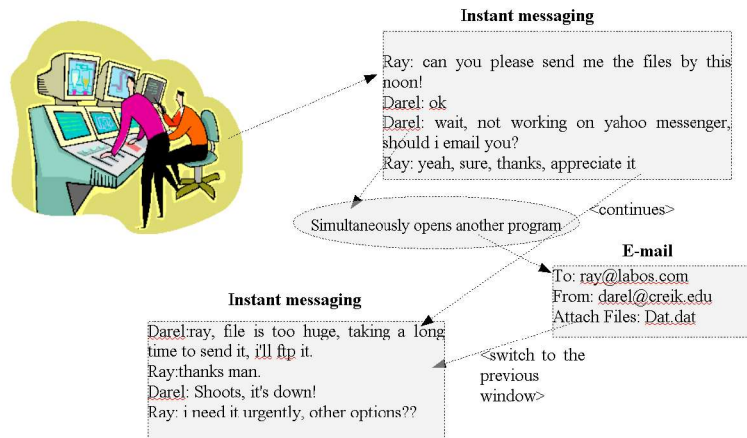 Instant messaging
Ray: can you please send me the files by this
noon!
Darel: ok
Darel: wait, not working on yahoo messenger,
should i email you?
Ray: yeah, sure, thanks, appreciate it
<continues>
Simultaneously opens another program
E-mail
To: ray@labos.com
From: darel@creik.edu
Attach Files: Dat.dat
Instant messaging
Darel:ray, file is too huge, taking a long
time to send it, i'll ftp it.
Ray:thanks man.
Darel: Shoots, it's down!
Ray: i need it urgently, other options??
<switch to the
previous
window>